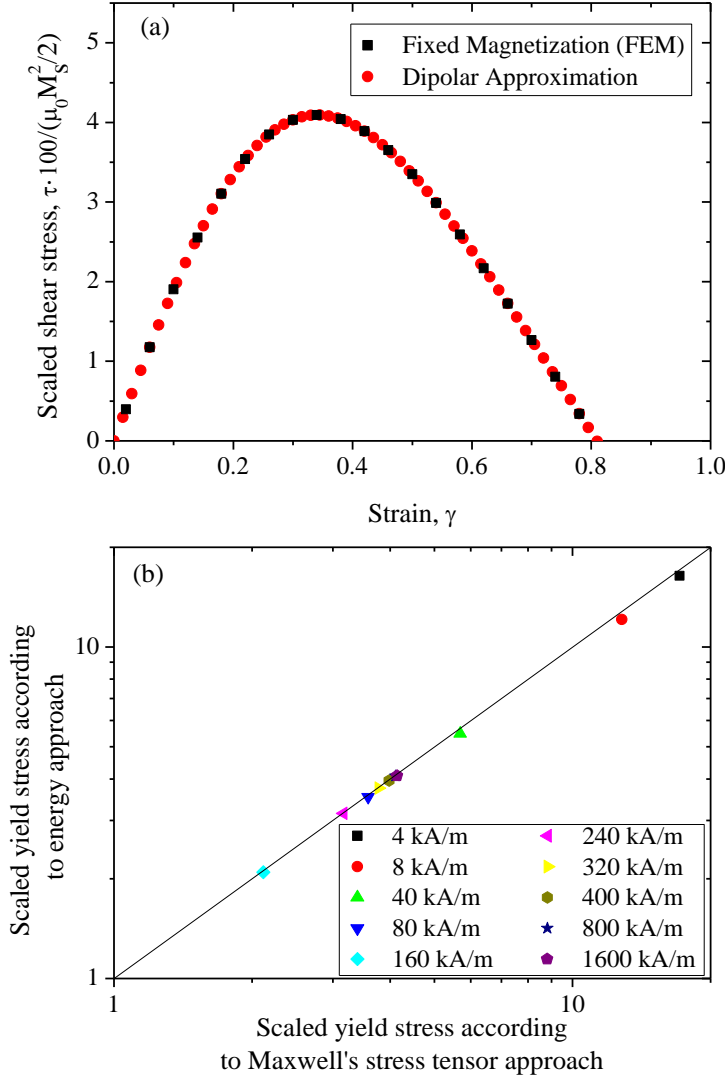 (a)
Fixed Magnetization (FEM)
Dipolar Approximation
Scaled shear stress, τ·100/(μ₀Mₛ²/2)
5
4
3
2
1
0
0.0 0.2 0.4 0.6 0.8 1.0
Strain, γ
(b)
Scaled yield stress according
to energy approach
10
1
4 kA/m 240 kA/m
8 kA/m 320 kA/m
40 kA/m 400 kA/m
80 kA/m 800 kA/m
160 kA/m 1600 kA/m
1 10
Scaled yield stress according
to Maxwell's stress tensor approach